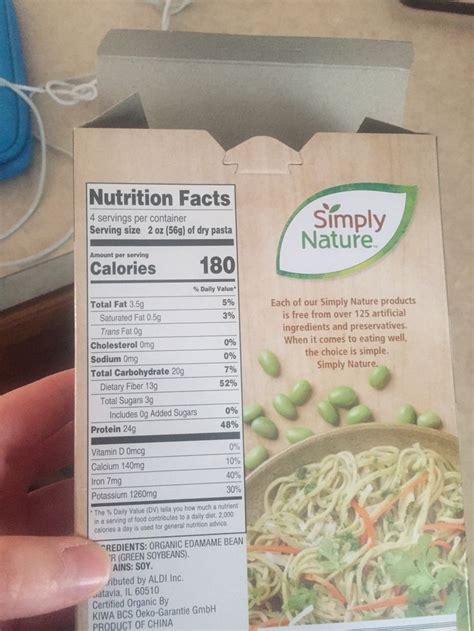 Nutrition Facts
4 servings per container
Serving size 2 oz (56g) of dry pasta
Amount per serving
Calories 180
% Daily Value*
Total Fat 3.5g 5%
Saturated Fat 0.5g 3%
Trans Fat 0g
Cholesterol 0mg 0%
Sodium 0mg 0%
Total Carbohydrate 20g 7%
Dietary Fiber 13g 52%
Total Sugars 3g
Includes 0g Added Sugars 0%
Protein 24g 48%
Vitamin D 0mcg 0%
Calcium 140mg 10%
Iron 7mg 40%
Potassium 1260mg 30%
* The % Daily Value (DV) tells you how much a nutrient
in a serving of food contributes to a daily diet. 2,000
calories a day is used for general nutrition advice.
REDIENTS: ORGANIC EDAMAME BEAN
R (GREEN SOYBEANS).
AINS: SOY.
ributed by ALDI Inc.
atavia, IL 60510
Certified Organic By
KIWA BCS Oeko-Garantie GmbH
PRODUCT OF CHINA
Simply
Nature™
Each of our Simply Nature products
is free from over 125 artificial
ingredients and preservatives.
When it comes to eating well,
the choice is simple.
Simply Nature.